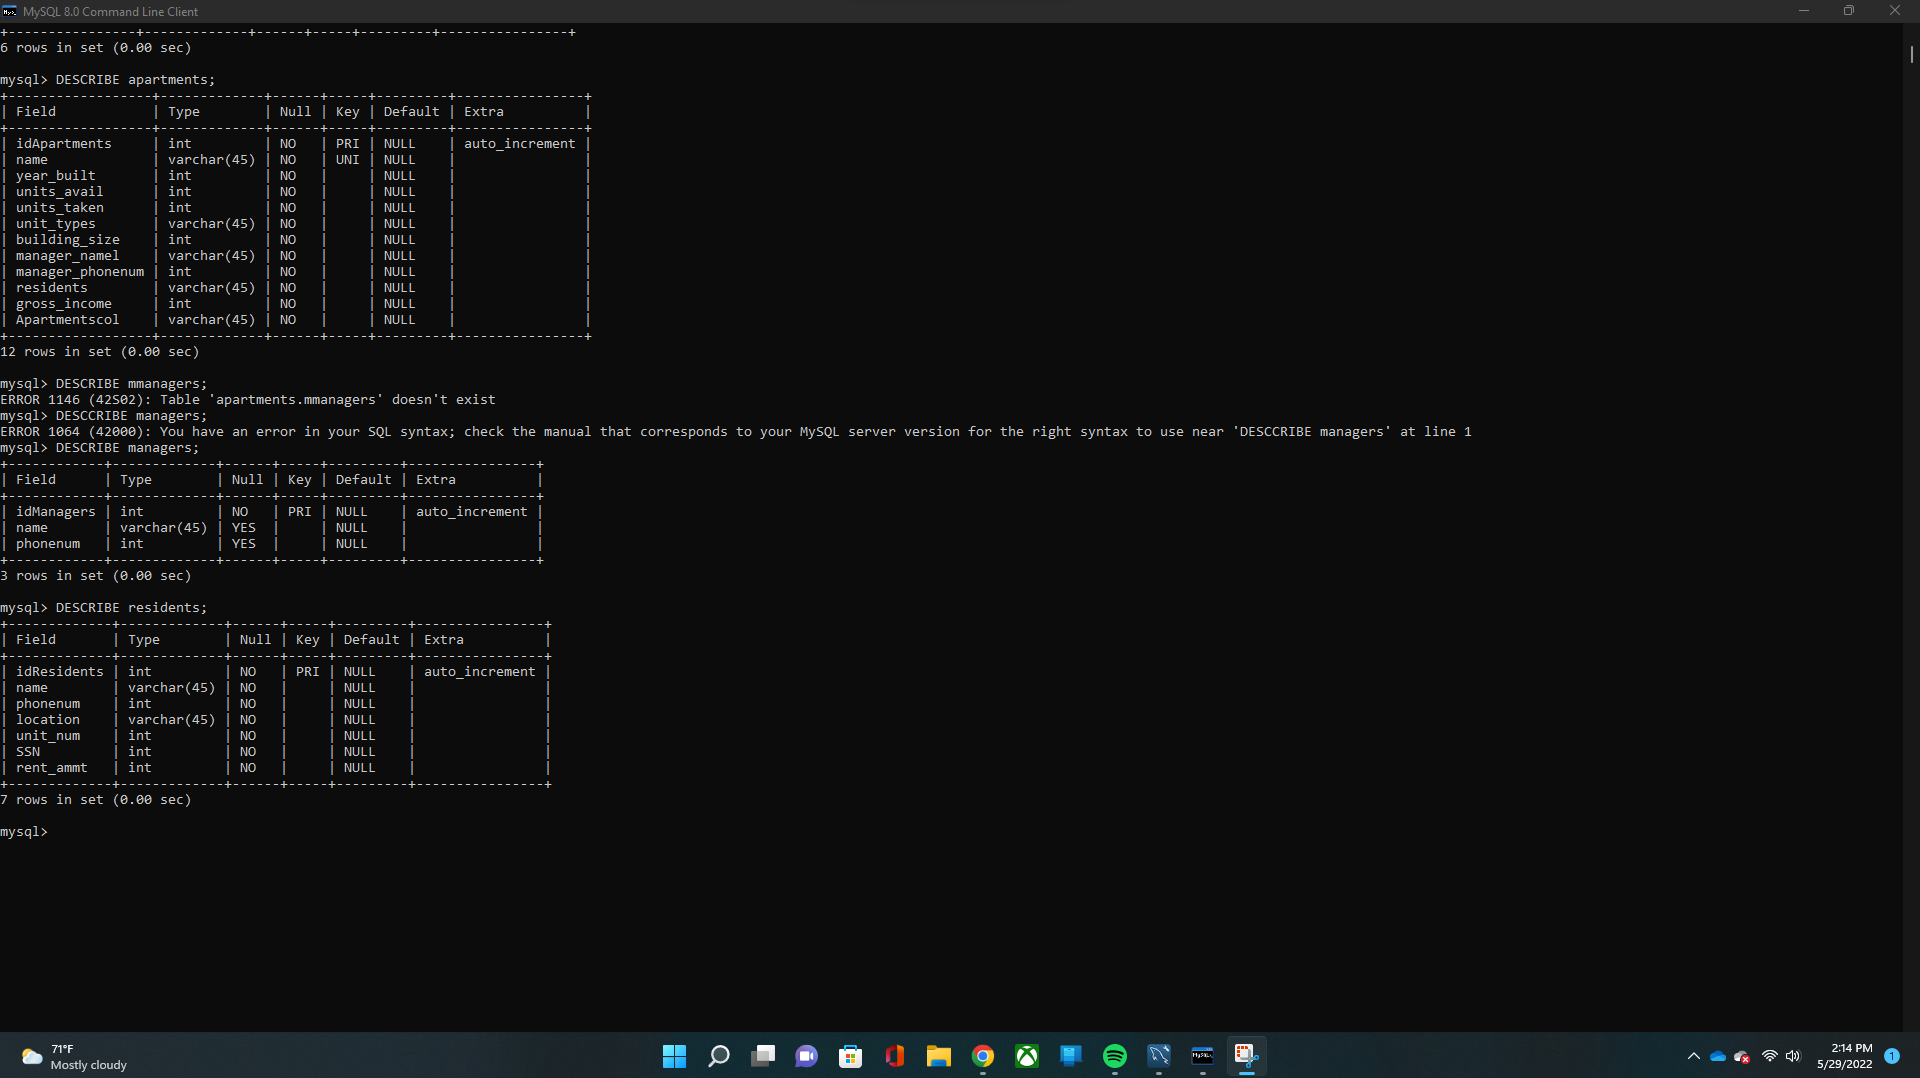 MySQL 8.0 Command Line Client
+----------------+-------------+------+-----+---------+----------------+
6 rows in set (0.00 sec)
mysql> DESCRIBE apartments;
+------------------+-------------+------+-----+---------+----------------+
| Field            | Type        | Null | Key | Default | Extra          |
+------------------+-------------+------+-----+---------+----------------+
| idApartments     | int         | NO   | PRI | NULL    | auto_increment |
| name             | varchar(45) | NO   | UNI | NULL    |                |
| year_built       | int         | NO   |     | NULL    |                |
| units_avail      | int         | NO   |     | NULL    |                |
| units_taken      | int         | NO   |     | NULL    |                |
| unit_types       | varchar(45) | NO   |     | NULL    |                |
| building_size    | int         | NO   |     | NULL    |                |
| manager_namel    | varchar(45) | NO   |     | NULL    |                |
| manager_phonenum | int         | NO   |     | NULL    |                |
| residents        | varchar(45) | NO   |     | NULL    |                |
| gross_income     | int         | NO   |     | NULL    |                |
| Apartmentscol    | varchar(45) | NO   |     | NULL    |                |
+------------------+-------------+------+-----+---------+----------------+
12 rows in set (0.00 sec)
mysql> DESCRIBE mmanagers;
ERROR 1146 (42S02): Table 'apartments.mmanagers' doesn't exist
mysql> DESCCRIBE managers;
ERROR 1064 (42000): You have an error in your SQL syntax; check the manual that corresponds to your MySQL server version for the right syntax to use near 'DESCCRIBE managers' at line 1
mysql> DESCRIBE managers;
+------------+-------------+------+-----+---------+----------------+
| Field      | Type        | Null | Key | Default | Extra          |
+------------+-------------+------+-----+---------+----------------+
| idManagers | int         | NO   | PRI | NULL    | auto_increment |
| name       | varchar(45) | YES  |     | NULL    |                |
| phonenum   | int         | YES  |     | NULL    |                |
+------------+-------------+------+-----+---------+----------------+
3 rows in set (0.00 sec)
mysql> DESCRIBE residents;
+-------------+-------------+------+-----+---------+----------------+
| Field       | Type        | Null | Key | Default | Extra          |
+-------------+-------------+------+-----+---------+----------------+
| idResidents | int         | NO   | PRI | NULL    | auto_increment |
| name        | varchar(45) | NO   |     | NULL    |                |
| phonenum    | int         | NO   |     | NULL    |                |
| location    | varchar(45) | NO   |     | NULL    |                |
| unit_num    | int         | NO   |     | NULL    |                |
| SSN         | int         | NO   |     | NULL    |                |
| rent_ammt   | int         | NO   |     | NULL    |                |
+-------------+-------------+------+-----+---------+----------------+
7 rows in set (0.00 sec)
mysql>
71°F
Mostly cloudy
MySQL
2:14 PM
5/29/2022
1